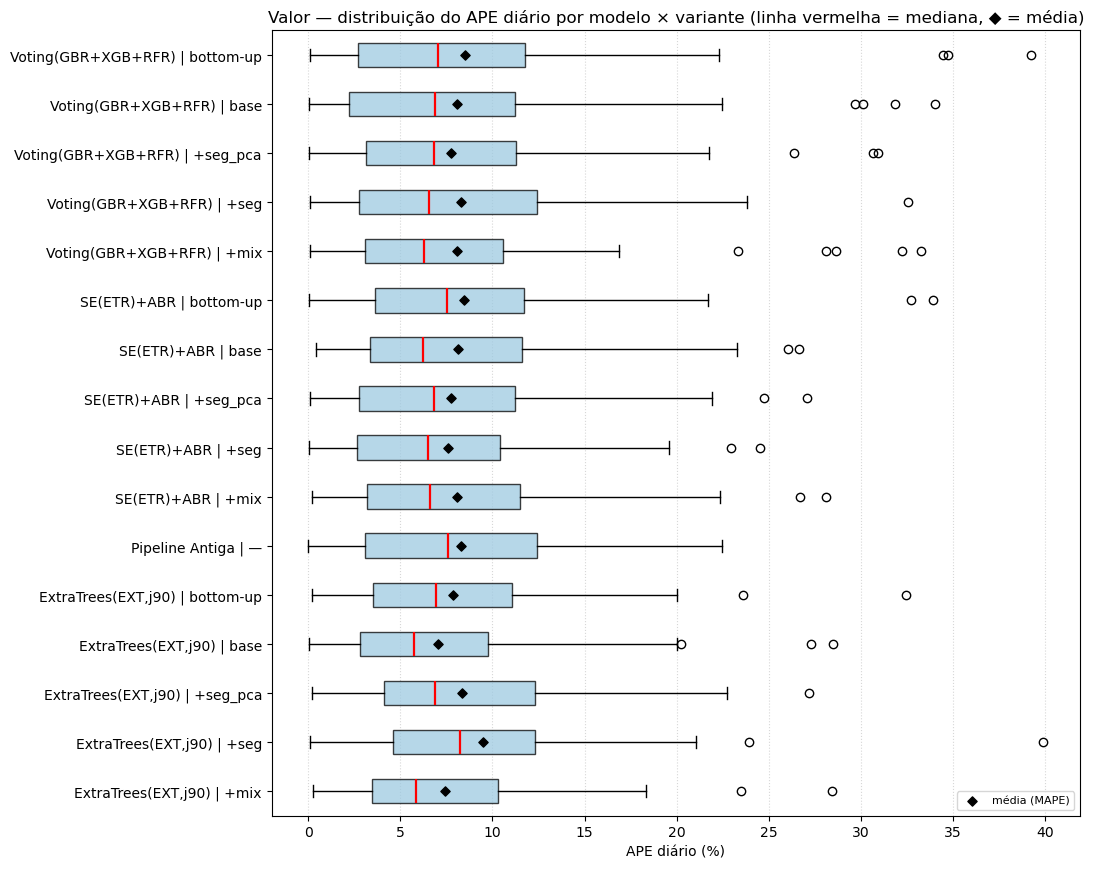 Valor — distribuição do APE diário por modelo × variante (linha vermelha = mediana, ◆ = média)
Voting(GBR+XGB+RFR) | bottom-up
Voting(GBR+XGB+RFR) | base
Voting(GBR+XGB+RFR) | +seg_pca
Voting(GBR+XGB+RFR) | +seg
Voting(GBR+XGB+RFR) | +mix
SE(ETR)+ABR | bottom-up
SE(ETR)+ABR | base
SE(ETR)+ABR | +seg_pca
SE(ETR)+ABR | +seg
SE(ETR)+ABR | +mix
Pipeline Antiga | —
ExtraTrees(EXT,j90) | bottom-up
ExtraTrees(EXT,j90) | base
ExtraTrees(EXT,j90) | +seg_pca
ExtraTrees(EXT,j90) | +seg
ExtraTrees(EXT,j90) | +mix
◆ média (MAPE)
0 5 10 15 20 25 30 35 40
APE diário (%)